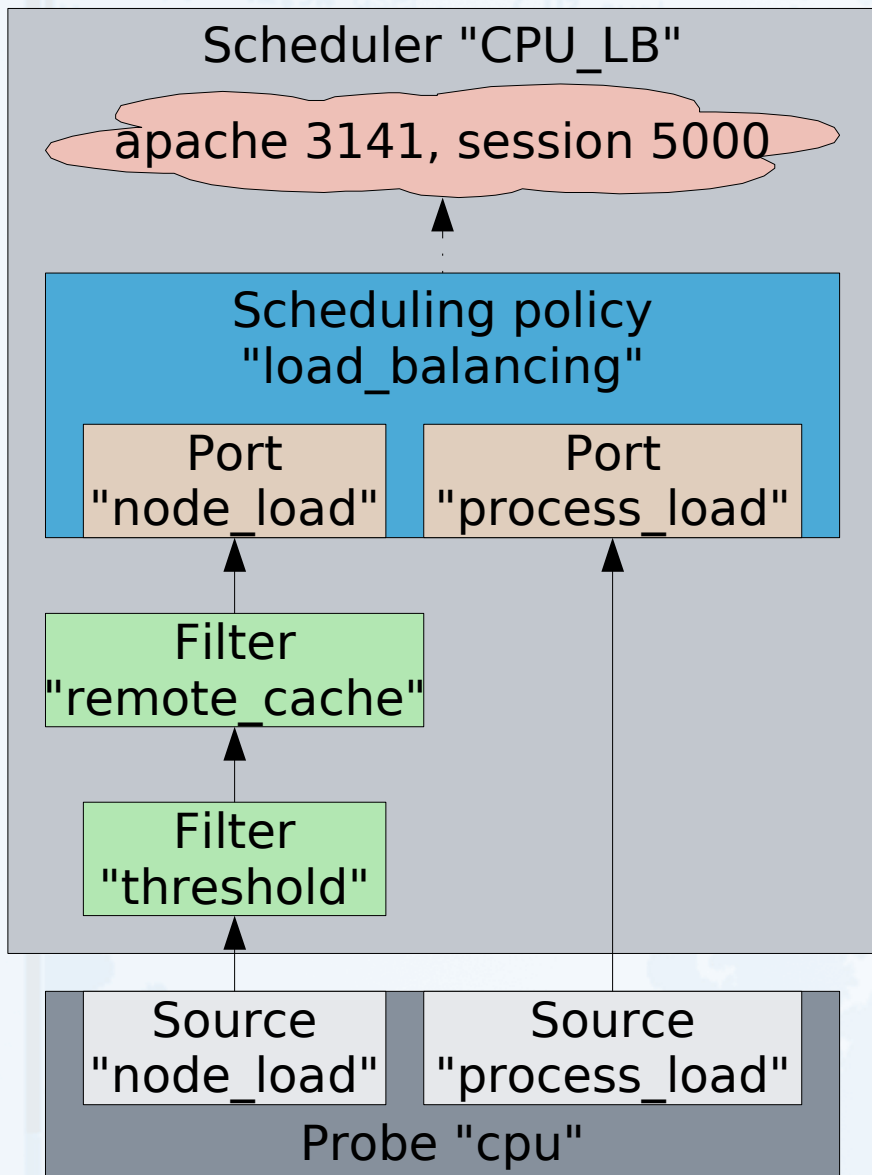 Scheduler "CPU_LB"
apache 3141, session 5000
Scheduling policy
"load_balancing"
Port
"node_load"
Port
"process_load"
Filter
"remote_cache"
Filter
"threshold"
Source
"node_load"
Source
"process_load"
Probe "cpu"